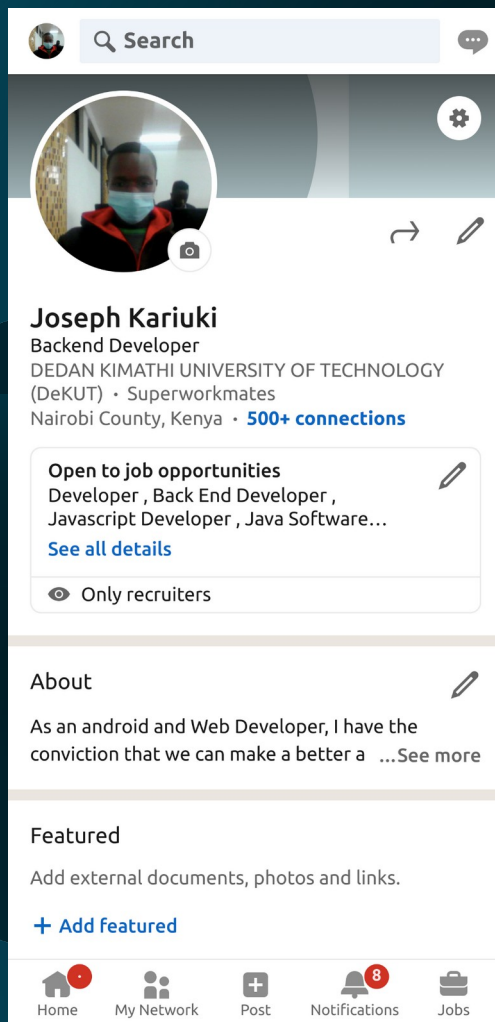 Search
Joseph Kariuki
Backend Developer
DEDAN KIMATHI UNIVERSITY OF TECHNOLOGY
(DeKUT) • Superworkmates
Nairobi County, Kenya • 500+ connections
Open to job opportunities
Developer , Back End Developer ,
Javascript Developer , Java Software...
See all details
Only recruiters
About
As an android and Web Developer, I have the
conviction that we can make a better a ...See more
Featured
Add external documents, photos and links.
+ Add featured
8
Home My Network Post Notifications Jobs